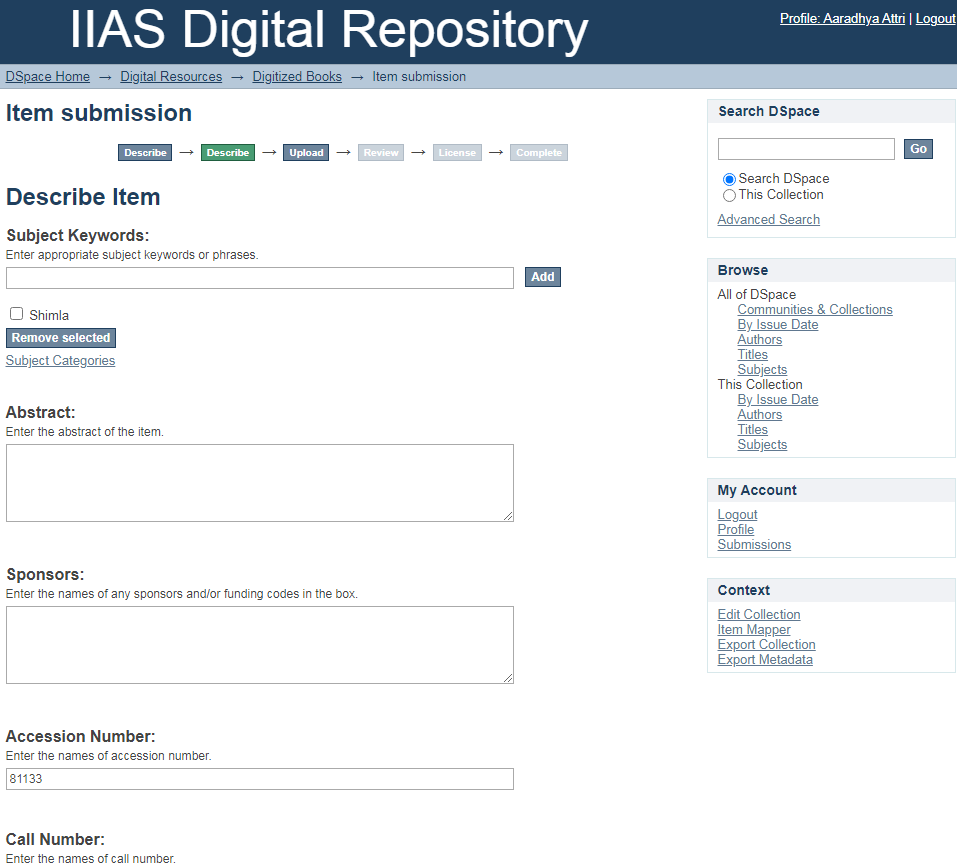 IIAS Digital Repository
Profile: Aaradhya Attri | Logout
DSpace Home → Digital Resources → Digitized Books → Item submission
Item submission
Describe → Describe → Upload → Review → License → Complete
Describe Item
Subject Keywords:
Enter appropriate subject keywords or phrases.
Add
Shimla
Remove selected
Subject Categories
Abstract:
Enter the abstract of the item.
Sponsors:
Enter the names of any sponsors and/or funding codes in the box.
Accession Number:
Enter the names of accession number.
81133
Call Number:
Enter the names of call number.
Search DSpace
Go
Search DSpace
This Collection
Advanced Search
Browse
All of DSpace
Communities & Collections
By Issue Date
Authors
Titles
Subjects
This Collection
By Issue Date
Authors
Titles
Subjects
My Account
Logout
Profile
Submissions
Context
Edit Collection
Item Mapper
Export Collection
Export Metadata